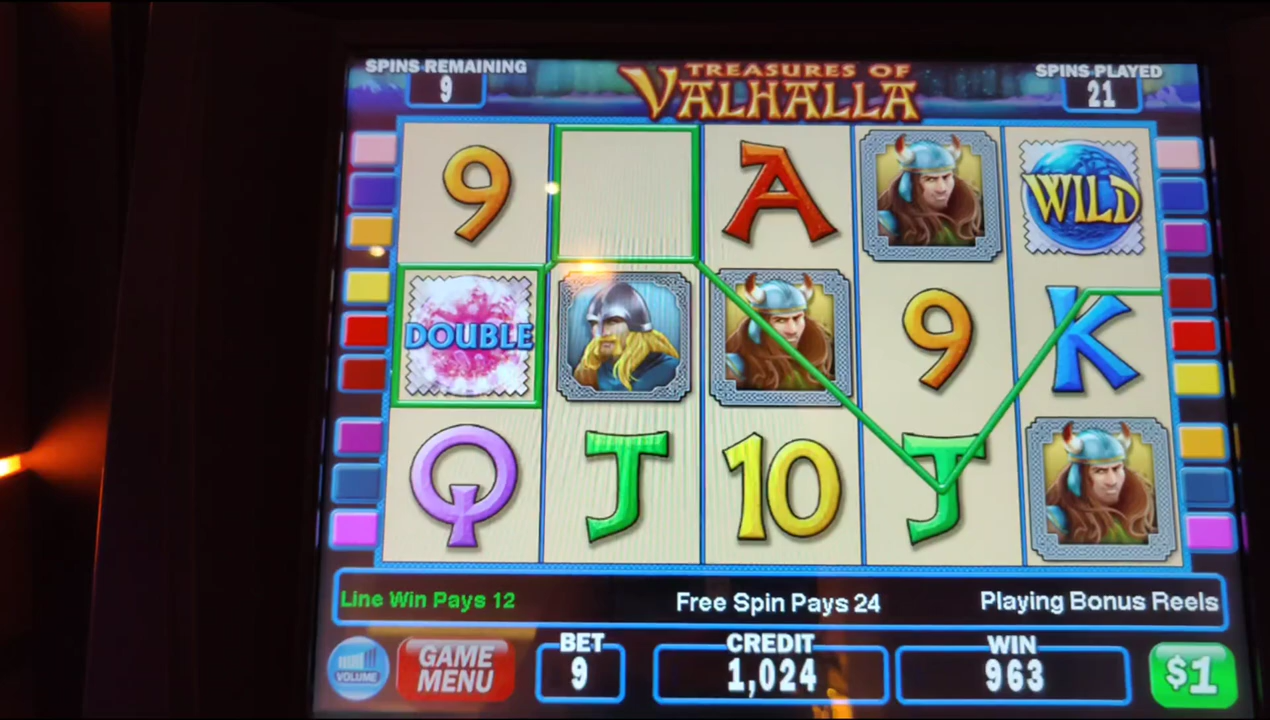 SPINS REMAINING
9
TREASURES OF
VALHALLA
SPINS PLAYED
21
9
A
WILD
DOUBLE
9
K
Q
J
10
J
Line Win Pays 12
Free Spin Pays 24
Playing Bonus Reels
VOLUME
GAME
MENU
BET
9
CREDIT
1,024
WIN
963
$1